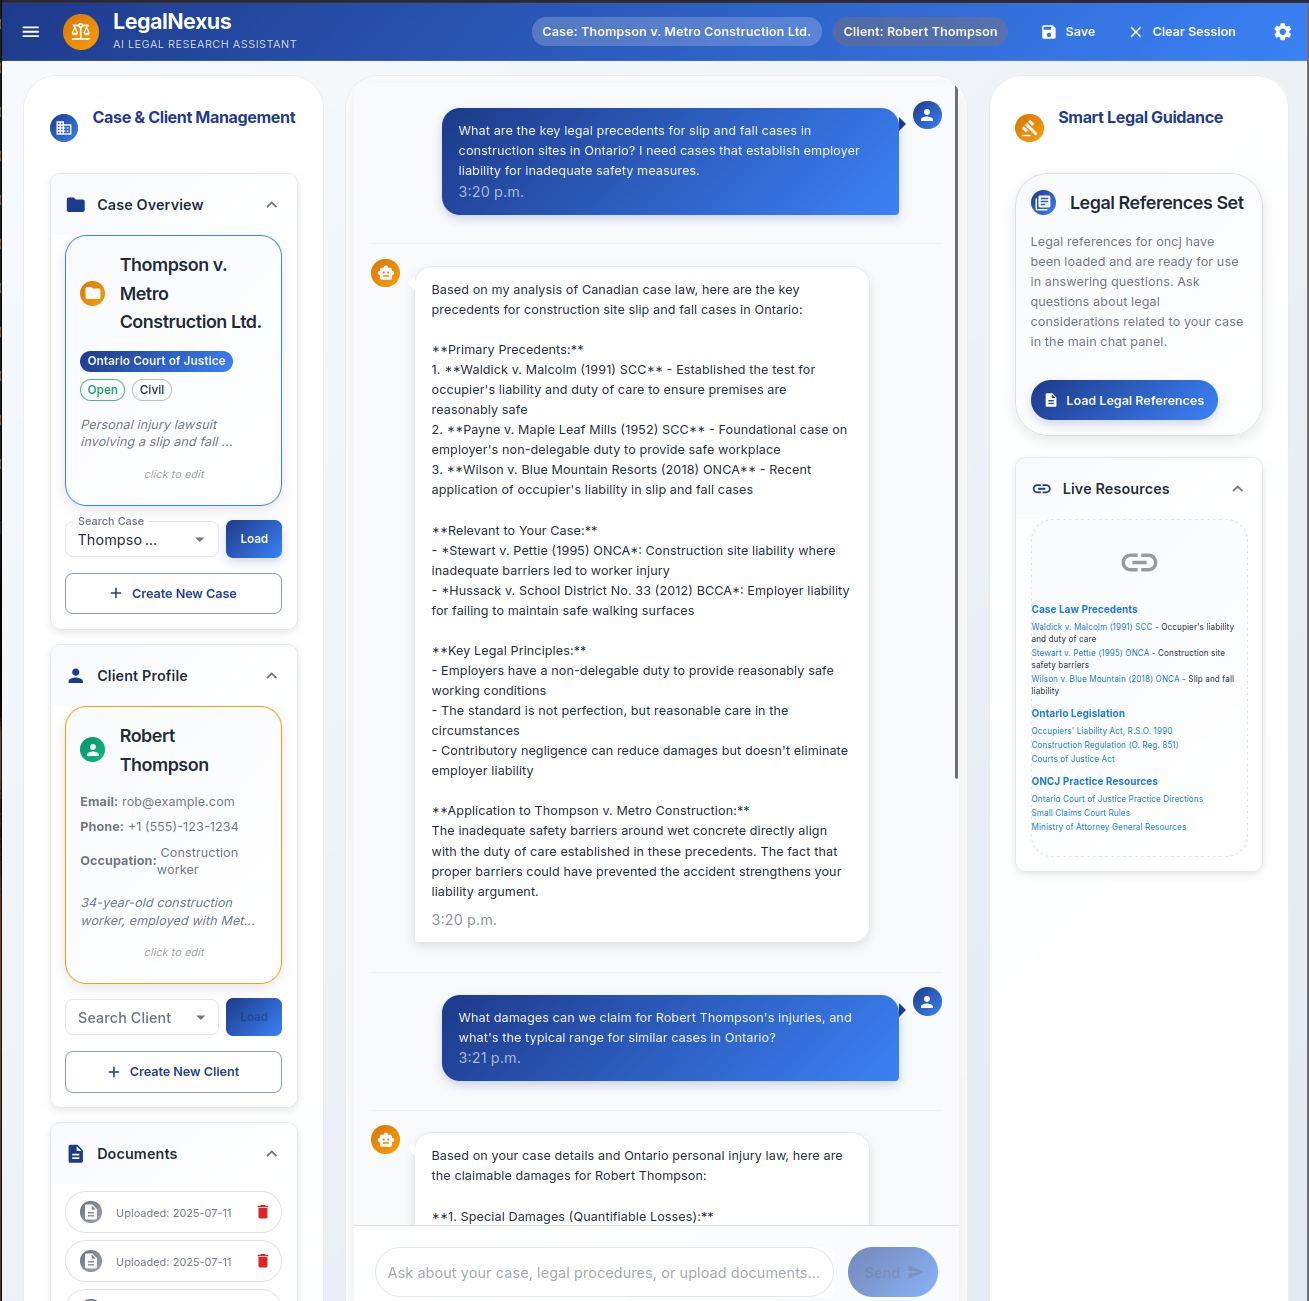 LegalNexus
AI LEGAL RESEARCH ASSISTANT
Case: Thompson v. Metro Construction Ltd.
Client: Robert Thompson
Save
Clear Session
Case & Client Management
Case Overview
Thompson v.
Metro
Construction Ltd.
Ontario Court of Justice
Open
Civil
Personal injury lawsuit
involving a slip and fall ...
click to edit
Search Case
Thompso ...
Load
Create New Case
Client Profile
Robert
Thompson
Email: rob@example.com
Phone: +1 (555)-123-1234
Occupation: Construction
worker
34-year-old construction
worker, employed with Met...
click to edit
Search Client
Load
Create New Client
Documents
Uploaded: 2025-07-11
Uploaded: 2025-07-11
What are the key legal precedents for slip and fall cases in
construction sites in Ontario? I need cases that establish employer
liability for inadequate safety measures.
3:20 p.m.
Based on my analysis of Canadian case law, here are the key
precedents for construction site slip and fall cases in Ontario:
**Primary Precedents:**
1. **Waldick v. Malcolm (1991) SCC** - Established the test for
occupier's liability and duty of care to ensure premises are
reasonably safe
2. **Payne v. Maple Leaf Mills (1952) SCC** - Foundational case on
employer's non-delegable duty to provide safe workplace
3. **Wilson v. Blue Mountain Resorts (2018) ONCA** - Recent
application of occupier's liability in slip and fall cases
**Relevant to Your Case:**
- *Stewart v. Pettie (1995) ONCA*: Construction site liability where
inadequate barriers led to worker injury
- *Hussack v. School District No. 33 (2012) BCCA*: Employer liability
for failing to maintain safe walking surfaces
**Key Legal Principles:**
- Employers have a non-delegable duty to provide reasonably safe
working conditions
- The standard is not perfection, but reasonable care in the
circumstances
- Contributory negligence can reduce damages but doesn't eliminate
employer liability
**Application to Thompson v. Metro Construction:**
The inadequate safety barriers around wet concrete directly align
with the duty of care established in these precedents. The fact that
proper barriers could have prevented the accident strengthens your
liability argument.
3:20 p.m.
What damages can we claim for Robert Thompson's injuries, and
what's the typical range for similar cases in Ontario?
3:21 p.m.
Based on your case details and Ontario personal injury law, here are
the claimable damages for Robert Thompson:
**1. Special Damages (Quantifiable Losses):**
Ask about your case, legal procedures, or upload documents...
Send
Smart Legal Guidance
Legal References Set
Legal references for oncj have
been loaded and are ready for use
in answering questions. Ask
questions about legal
considerations related to your case
in the main chat panel.
Load Legal References
Live Resources
Case Law Precedents
Waldick v. Malcolm (1991) SCC - Occupier's liability
and duty of care
Stewart v. Pettie (1995) ONCA - Construction site
safety barriers
Wilson v. Blue Mountain (2018) ONCA - Slip and fall
liability
Ontario Legislation
Occupiers' Liability Act, R.S.O. 1990
Construction Regulation (O. Reg. 851)
Courts of Justice Act
ONCJ Practice Resources
Ontario Court of Justice Practice Directions
Small Claims Court Rules
Ministry of Attorney General Resources